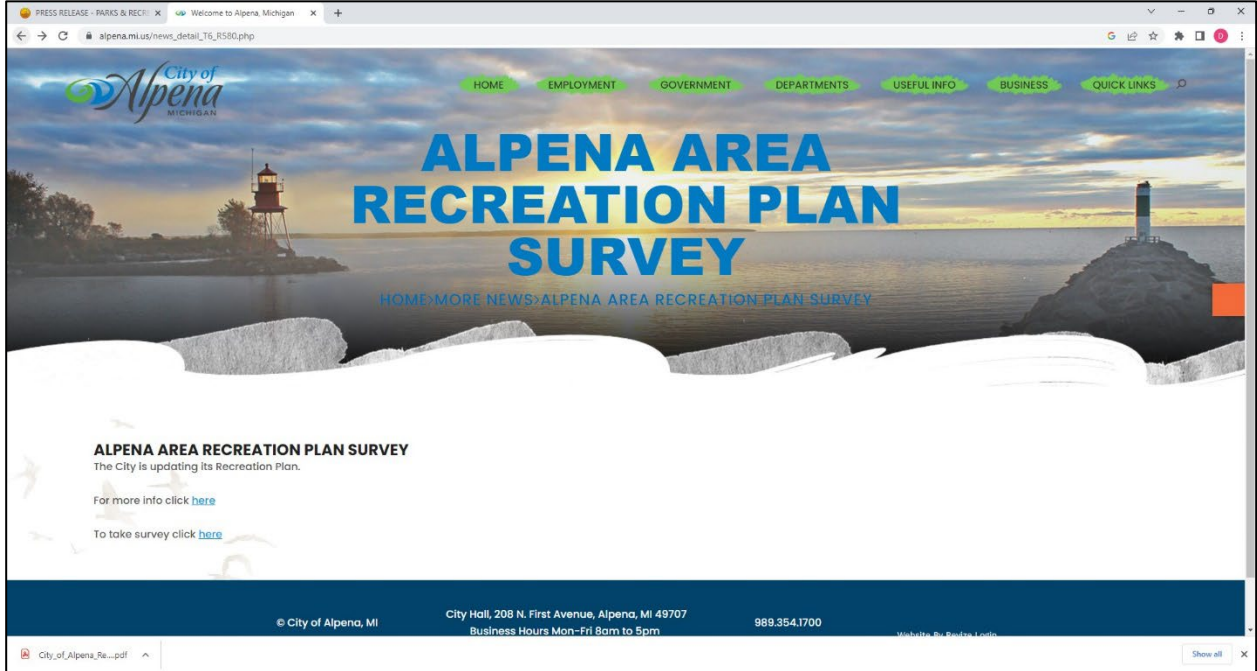 PRESS RELEASE - PARKS & RECRE
Welcome to Alpena, Michigan
alpena.mi.us/news_detail_T6_R580.php
City of
Alpena
MICHIGAN
HOME
EMPLOYMENT
GOVERNMENT
DEPARTMENTS
USEFUL INFO
BUSINESS
QUICK LINKS
ALPENA AREA
RECREATION PLAN
SURVEY
HOME>MORE NEWS>ALPENA AREA RECREATION PLAN SURVEY
ALPENA AREA RECREATION PLAN SURVEY
The City is updating its Recreation Plan.
For more info click here
To take survey click here
© City of Alpena, MI
City Hall, 208 N. First Avenue, Alpena, MI 49707
Business Hours Mon-Fri 8am to 5pm
989.354.1700
Website By Revize Login
City_of_Alpena_Re....pdf
Show all